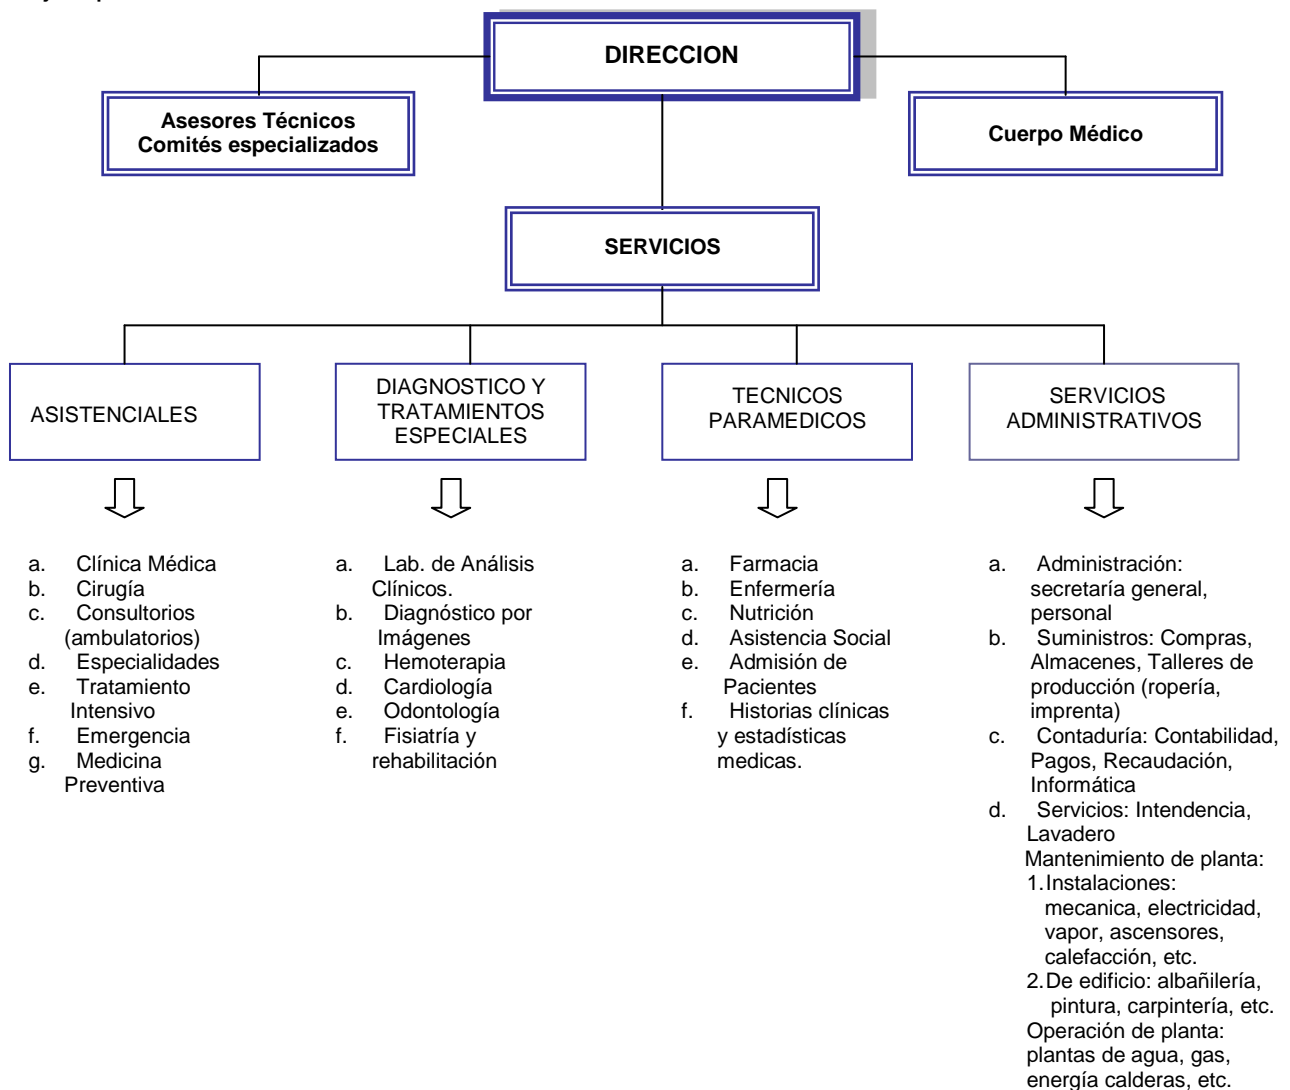 DIRECCION
Asesores Técnicos
Comités especializados
Cuerpo Médico
SERVICIOS
ASISTENCIALES
DIAGNOSTICO Y
TRATAMIENTOS
ESPECIALES
TECNICOS
PARAMEDICOS
SERVICIOS
ADMINISTRATIVOS
a. Clínica Médica
b. Cirugía
c. Consultorios
(ambulatorios)
d. Especialidades
e. Tratamiento
Intensivo
f. Emergencia
g. Medicina
Preventiva
a. Lab. de Análisis
Clínicos.
b. Diagnóstico por
Imágenes
c. Hemoterapia
d. Cardiología
e. Odontología
f. Fisiatría y
rehabilitación
a. Farmacia
b. Enfermería
c. Nutrición
d. Asistencia Social
e. Admisión de
Pacientes
f. Historias clínicas
y estadísticas
medicas.
a. Administración:
secretaría general,
personal
b. Suministros: Compras,
Almacenes, Talleres de
producción (ropería,
imprenta)
c. Contaduría: Contabilidad,
Pagos, Recaudación,
Informática
d. Servicios: Intendencia,
Lavadero
Mantenimiento de planta:
1.Instalaciones:
mecanica, electricidad,
vapor, ascensores,
calefacción, etc.
2.De edificio: albañilería,
pintura, carpintería, etc.
Operación de planta:
plantas de agua, gas,
energía calderas, etc.